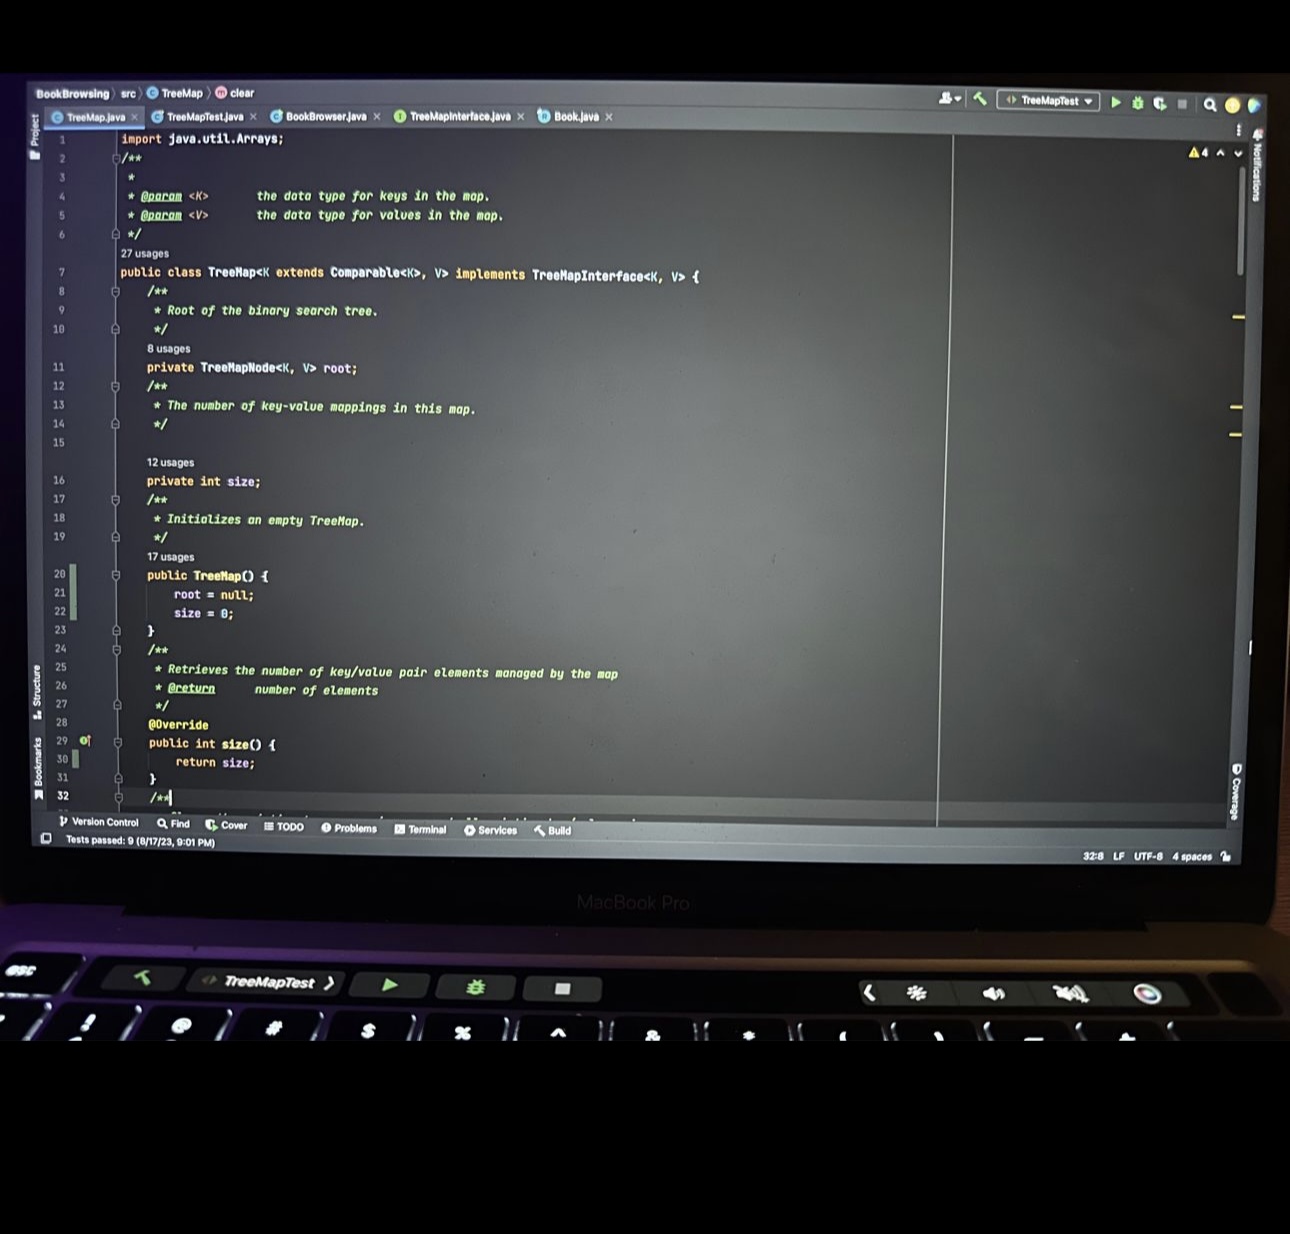 BookBrowsing src TreeMap clear
TreeMapTest
TreeMap.java TreeMapTest.java BookBrowser.java TreeMapInterface.java Book.java
Project
Notifications
4
1 import java.util.Arrays;
2 /**
3 *
4 * @param <K> the data type for keys in the map.
5 * @param <V> the data type for values in the map.
6 */
27 usages
7 public class TreeMap<K extends Comparable<K>, V> implements TreeMapInterface<K, V> {
8 /**
9 * Root of the binary search tree.
10 */
8 usages
11 private TreeMapNode<K, V> root;
12 /**
13 * The number of key-value mappings in this map.
14 */
15
12 usages
16 private int size;
17 /**
18 * Initializes an empty TreeMap.
19 */
17 usages
20 public TreeMap() {
21 root = null;
22 size = 0;
23 }
24 /**
25 * Retrieves the number of key/value pair elements managed by the map
26 * @return number of elements
27 */
28 @Override
29 public int size() {
30 return size;
31 }
32 /**
Structure
Bookmarks
Coverage
Version Control Find Cover TODO Problems Terminal Services Build
Tests passed: 9 (8/17/23, 9:01 PM)
32:8 LF UTF-8 4 spaces
MacBook Pro
esc
TreeMapTest
! @ # $ % ^ & * ( ) – +